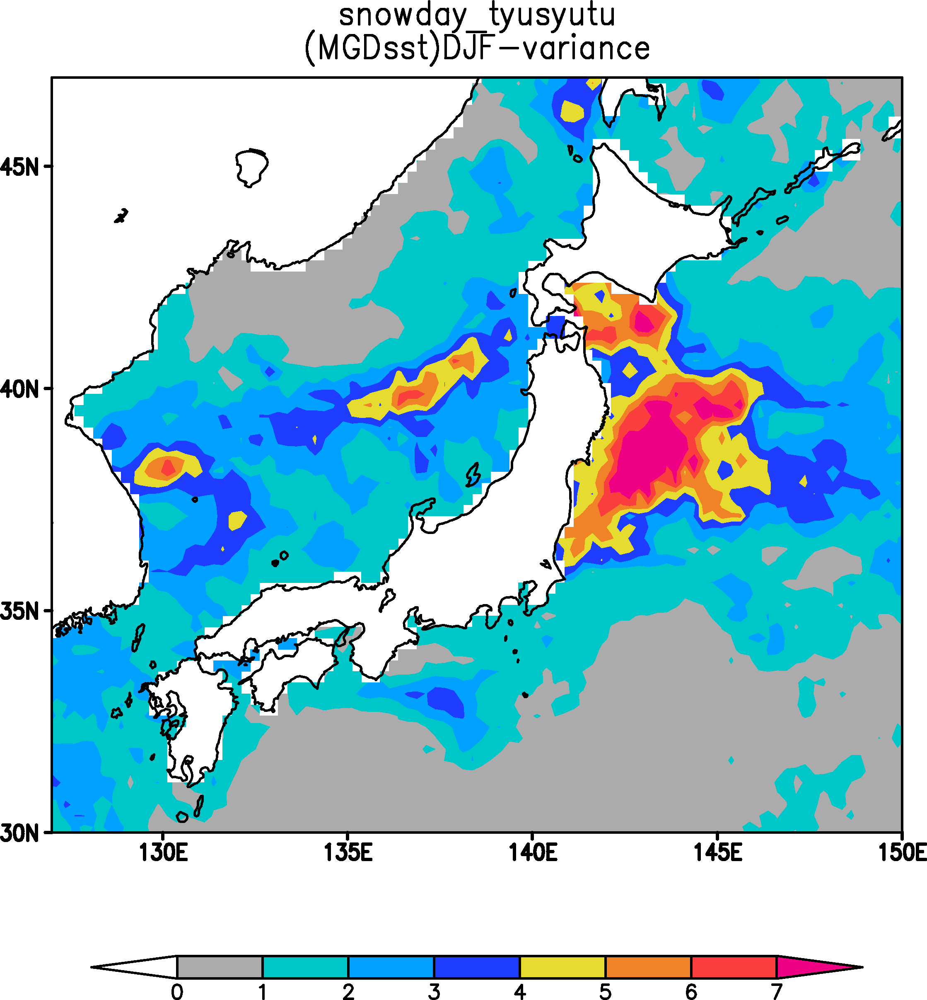 snowday_tyusyutu
(MGDsst)DJF-variance
45N
40N
35N
30N
130E 135E 140E 145E 150E
0 1 2 3 4 5 6 7